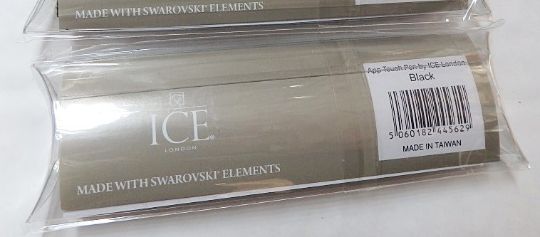 MADE WITH SWAROVSKI® ELEMENTS
ICE®
LONDON
MADE WITH SWAROVSKI® ELEMENTS
App Touch Pen by ICE London
Black
5 060182 445629
MADE IN TAIWAN